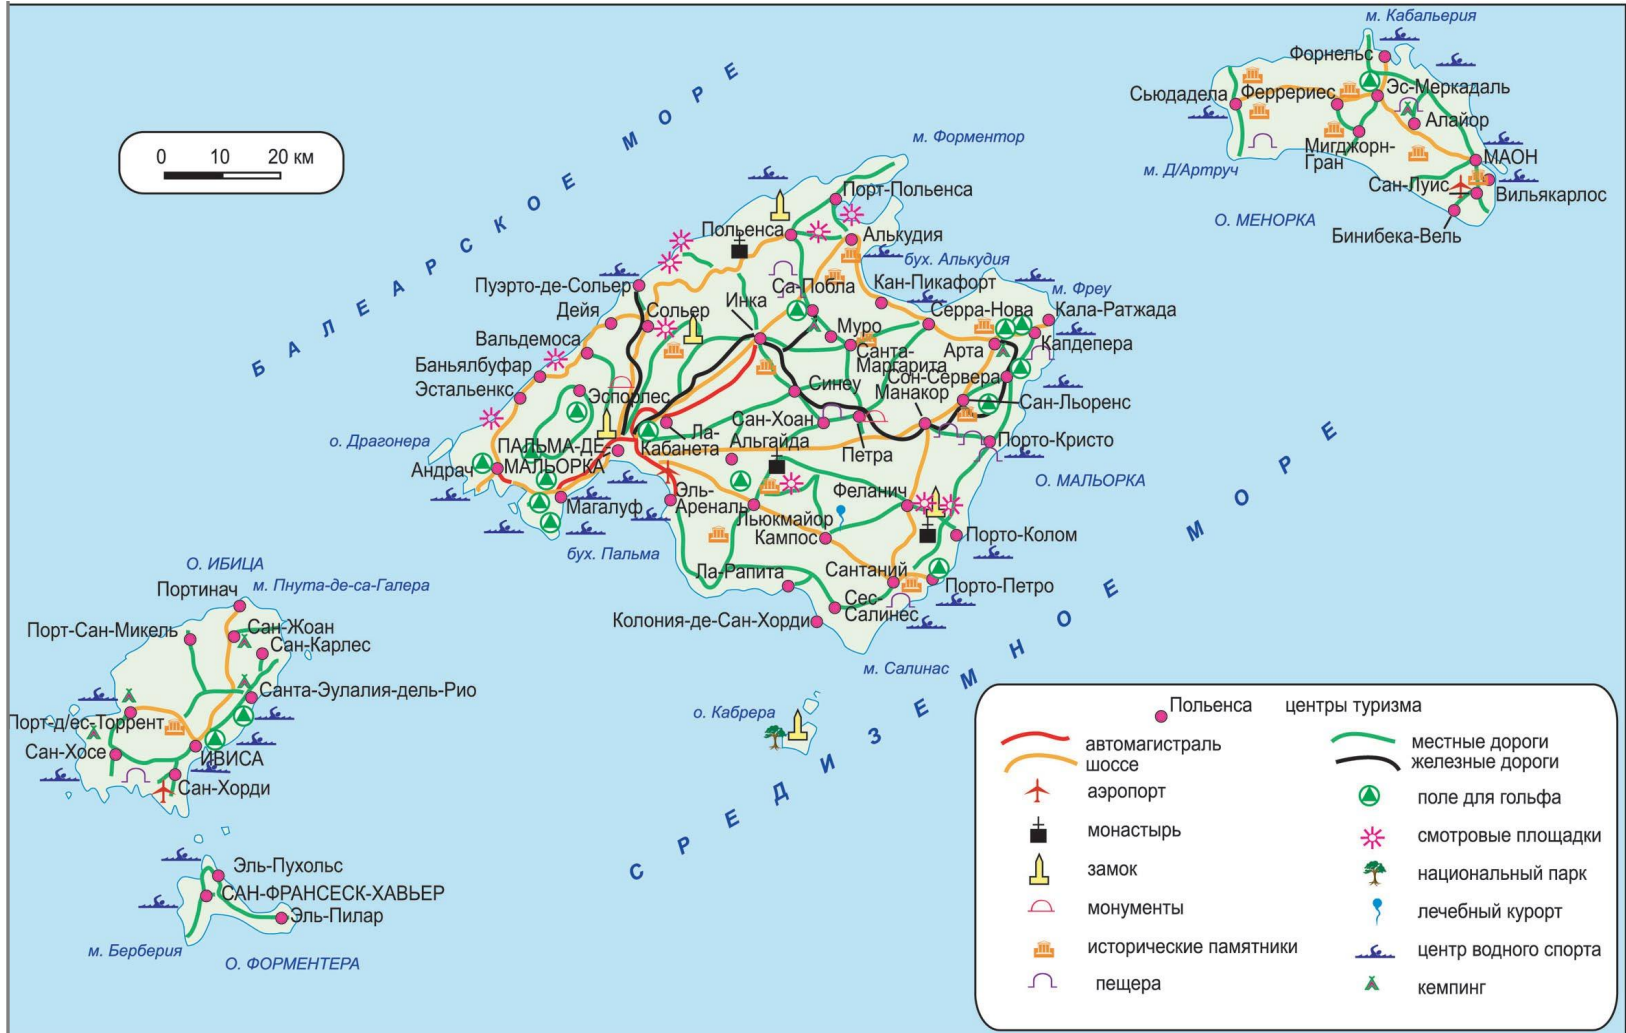 м. Кабальерия
Форнельс
Сьюдадела
Феррериес
Эс-Меркадаль
Алайор
Мигджорн-
Гран
МАОН
м. Д/Артруч
Сан-Луис
Вильякарлос
О. МЕНОРКА
Бинибека-Вель
0 10 20 км
БАЛЕАРСКОЕ МОРЕ
м. Форментор
Порт-Польенса
Польенса
Алькудия
бух. Алькудия
Пуэрто-де-Сольер
Са-Побла
Кан-Пикафорт
м. Фреу
Дейя
Сольер
Инка
Серра-Нова
Кала-Ратжада
Вальдемоса
Муро
Санта-
Маргарита
Арта
Капдепера
Баньялбуфар
Эстальенкс
Эспорлес
Синеу
Сон-Сервера
Манакор
Сан-Льоренс
о. Драгонера
Ла-
Кабанета
Сан-Хоан
Альгайда
Петра
Порто-Кристо
Андрач
ПАЛЬМА-ДЕ-
МАЛЬОРКА
О. МАЛЬОРКА
Магалуф
Эль-
Ареналь
Льюкмайор
Феланич
Кампос
Порто-Колом
бух. Пальма
Ла-Рапита
Сантаний
Порто-Петро
Сес-
Салинес
Колония-де-Сан-Хорди
м. Салинас
о. Кабрера
СРЕДИЗЕМНОЕ МОРЕ
О. ИБИЦА
м. Пнута-де-са-Галера
Портинач
Порт-Сан-Микель
Сан-Жоан
Сан-Карлес
Санта-Эулалия-дель-Рио
Порт-д/ес-Торрент
Сан-Хосе
ИВИСА
Сан-Хорди
Эль-Пухольс
САН-ФРАНСЕСК-ХАВЬЕР
Эль-Пилар
м. Берберия
О. ФОРМЕНТЕРА
Польенса центры туризма
автомагистраль
шоссе
аэропорт
монастырь
замок
монументы
исторические памятники
пещера
местные дороги
железные дороги
поле для гольфа
смотровые площадки
национальный парк
лечебный курорт
центр водного спорта
кемпинг